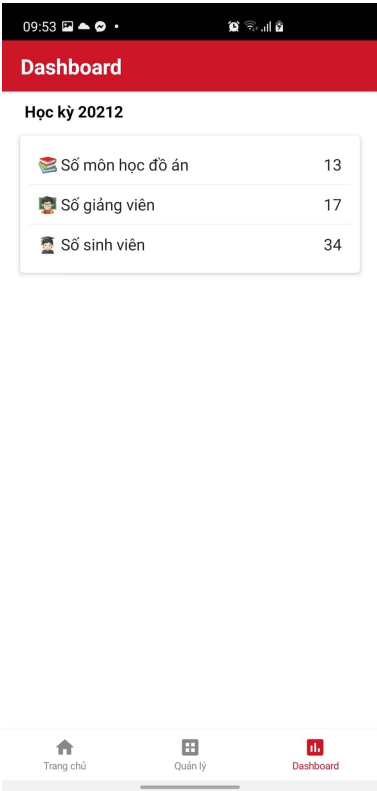 09:53
Dashboard
Học kỳ 20212
Số môn học đồ án 13
Số giảng viên 17
Số sinh viên 34
Trang chủ Quản lý Dashboard